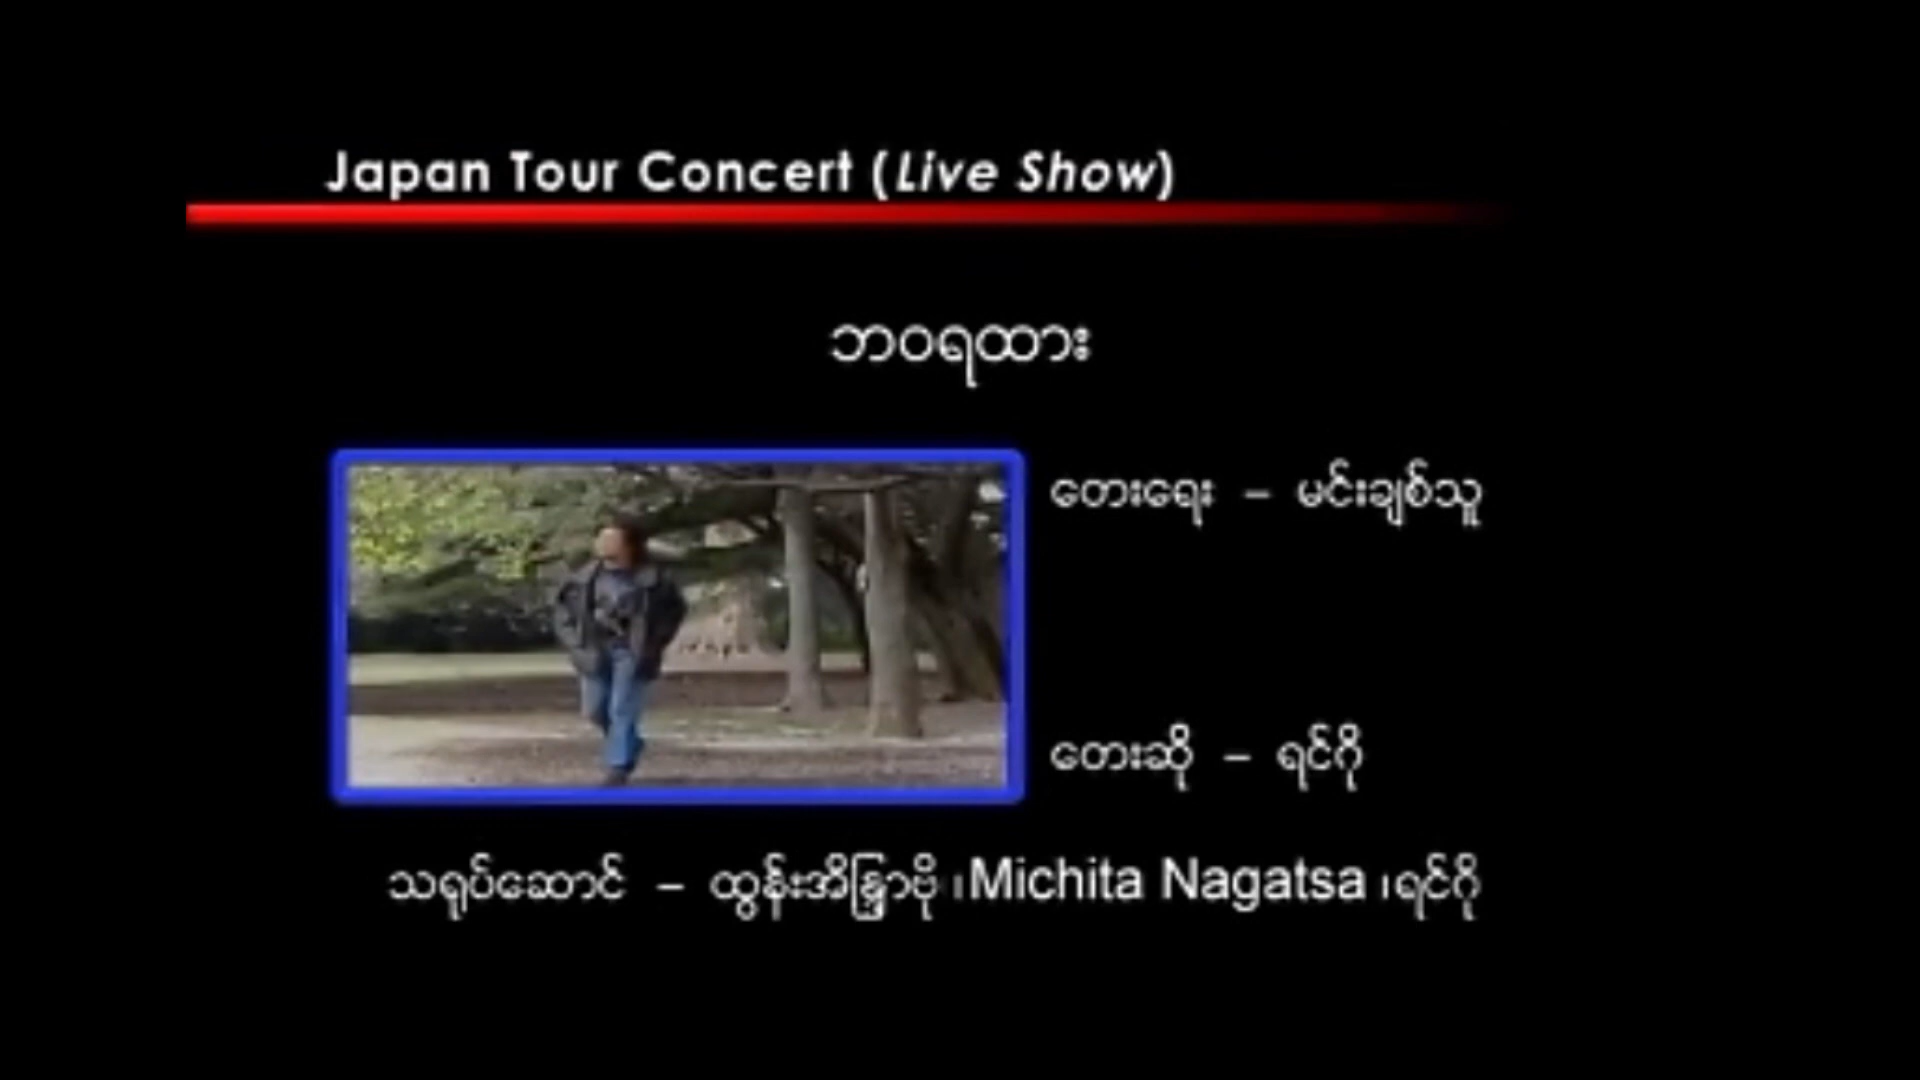 Japan Tour Concert (Live Show)
ဘဝရထား
တေးရေး – မင်းချစ်သူ
တေးဆို – ရင်ဂို
သရုပ်ဆောင် – ထွန်းအိန္ဒြာဗို ၊Michita Nagatsa ၊ရင်ဂို